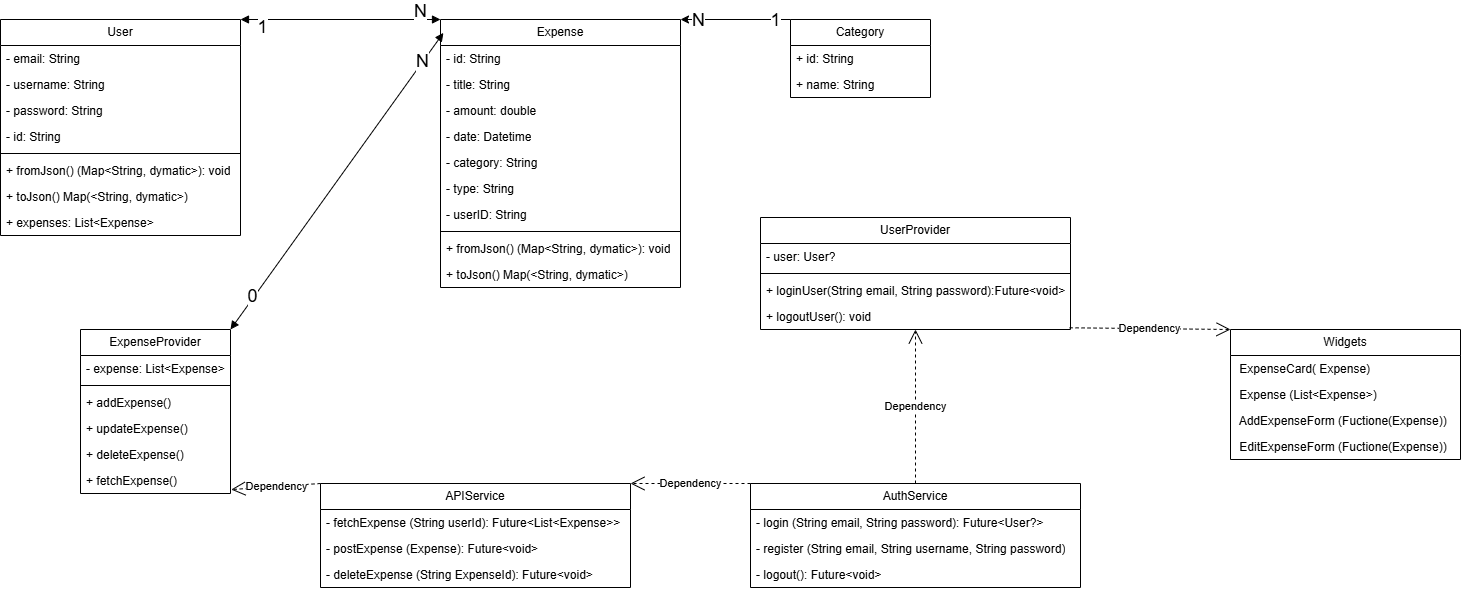 User
- email: String
- username: String
- password: String
- id: String
+ fromJson() (Map<String, dymatic>): void
+ toJson() Map(<String, dymatic>)
+ expenses: List<Expense>
1
N
Expense
- id: String
- title: String
- amount: double
- date: Datetime
- category: String
- type: String
- userID: String
+ fromJson() (Map<String, dymatic>): void
+ toJson() Map(<String, dymatic>)
N
1
Category
+ id: String
+ name: String
N
0
ExpenseProvider
- expense: List<Expense>
+ addExpense()
+ updateExpense()
+ deleteExpense()
+ fetchExpense()
UserProvider
- user: User?
+ loginUser(String email, String password):Future<void>
+ logoutUser(): void
Dependency
Widgets
ExpenseCard( Expense)
Expense (List<Expense>)
AddExpenseForm (Fuctione(Expense))
EditExpenseForm (Fuctione(Expense))
Dependency
Dependency
APIService
- fetchExpense (String userId): Future<List<Expense>>
- postExpense (Expense): Future<void>
- deleteExpense (String ExpenseId): Future<void>
Dependency
AuthService
- login (String email, String password): Future<User?>
- register (String email, String username, String password)
- logout(): Future<void>